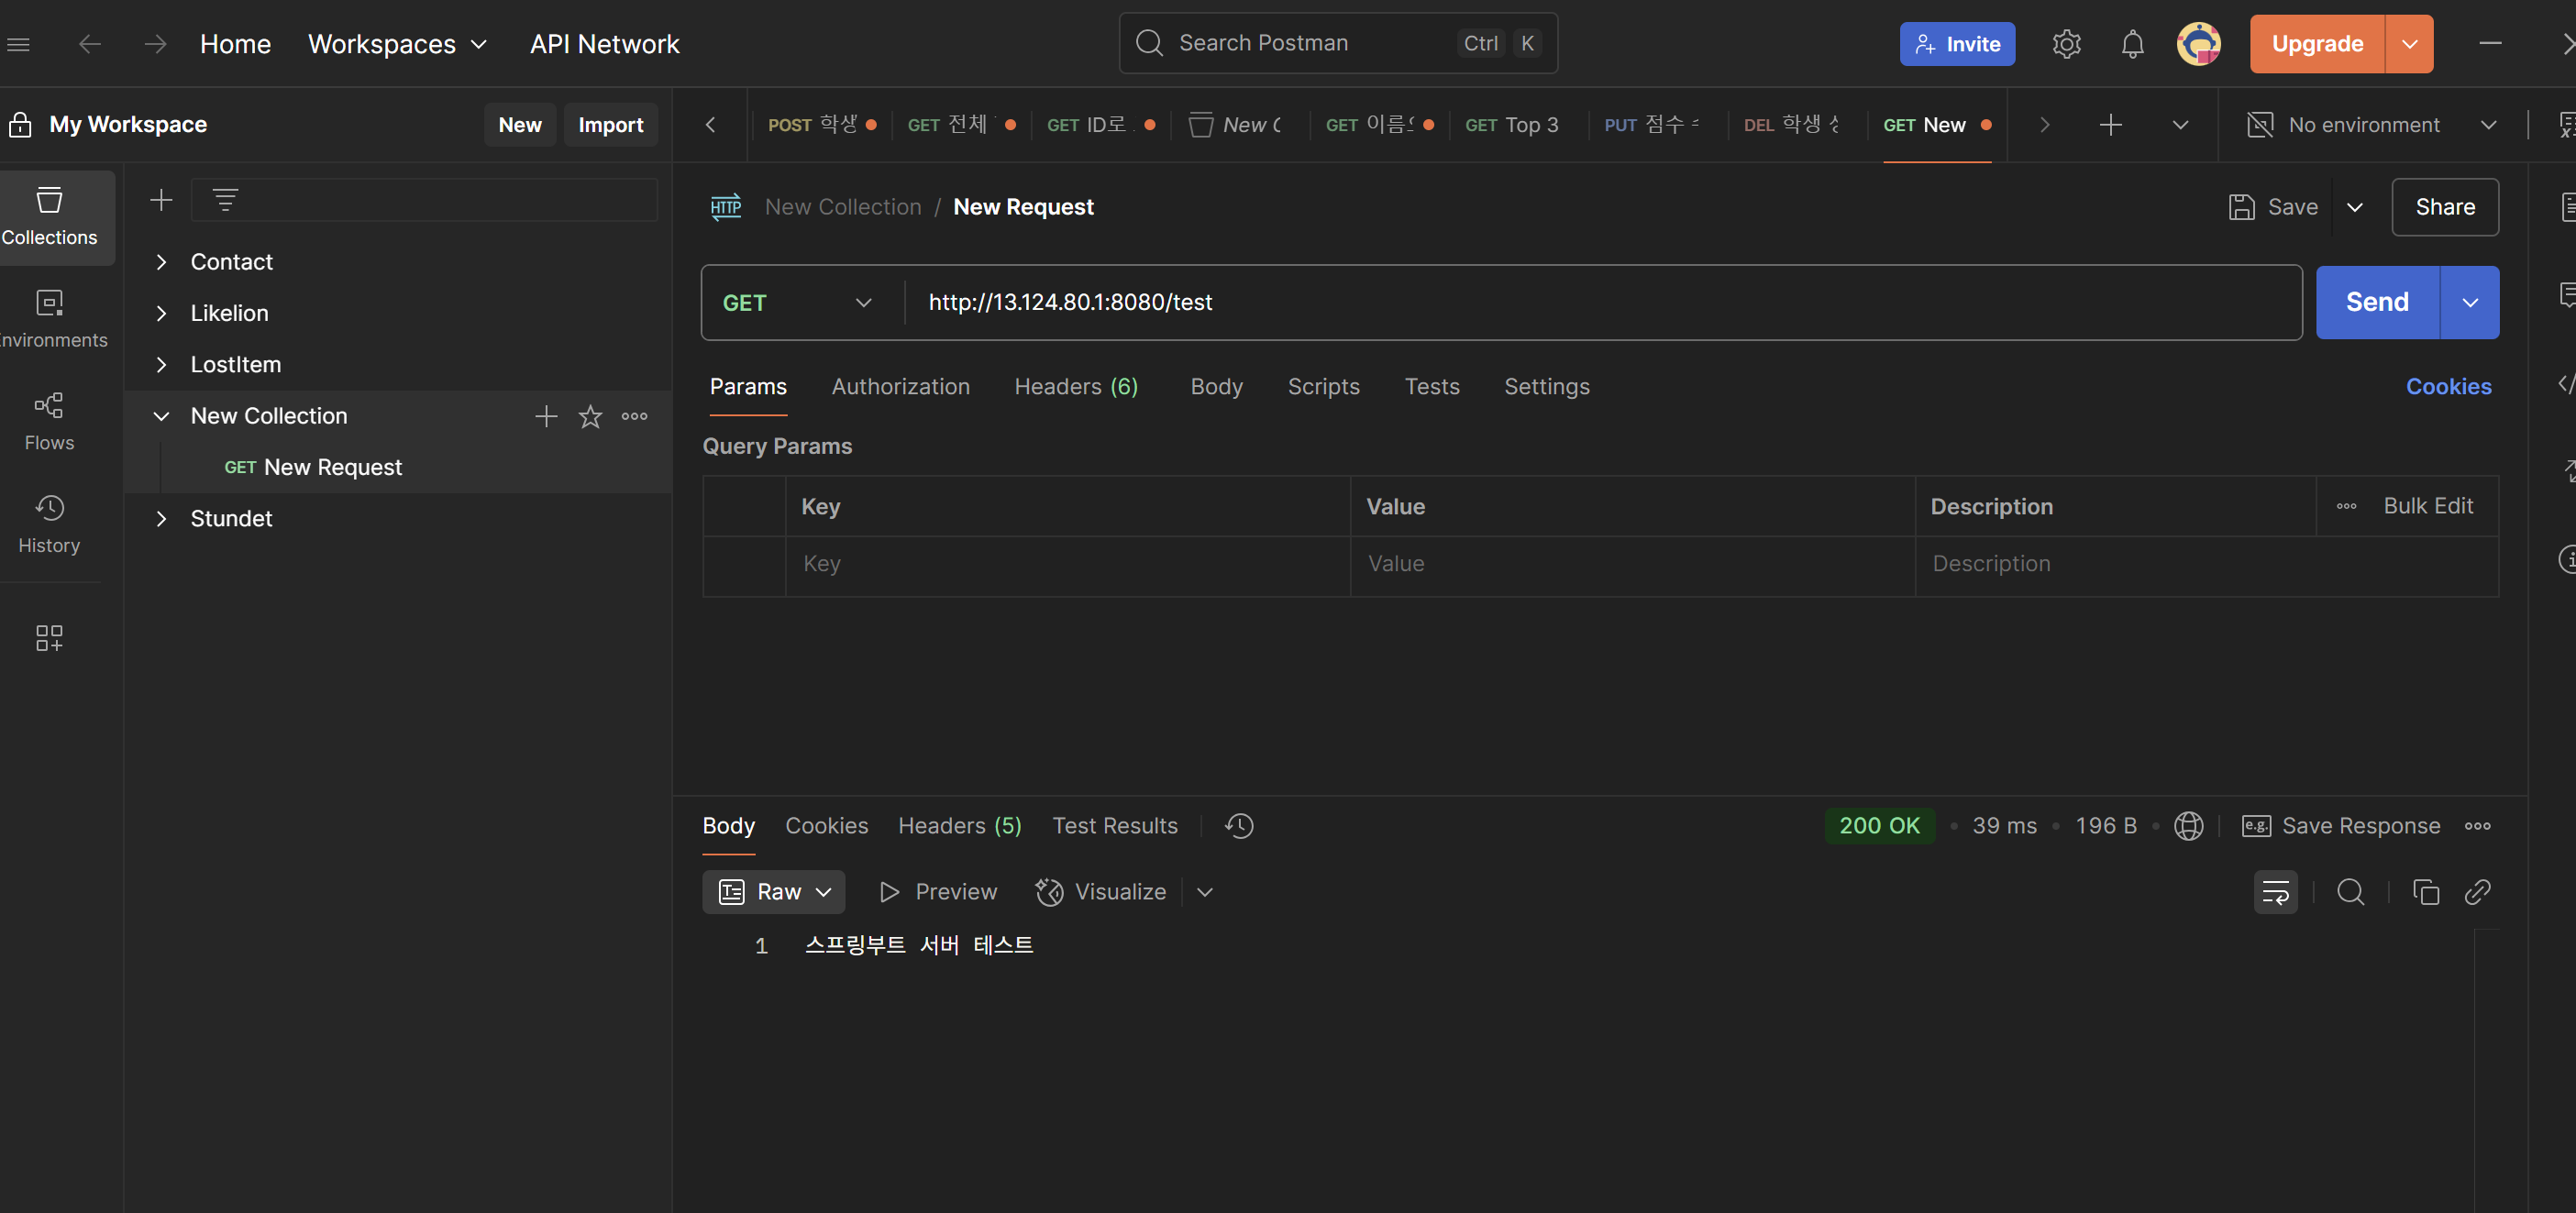 Home Workspaces API Network Search Postman Ctrl K Invite Upgrade
My Workspace New Import POST 학생 GET 전체 GET ID로 New C GET 이름 GET Top 3 PUT 점수 DEL 학생 GET New No environment
Collections
nvironments
Flows
History
Contact
Likelion
LostItem
New Collection
GET New Request
Stundet
HTTP New Collection / New Request Save Share
GET http://13.124.80.1:8080/test Send
Params Authorization Headers (6) Body Scripts Tests Settings Cookies
Query Params
Key Value Description Bulk Edit
Key Value Description
Body Cookies Headers (5) Test Results 200 OK • 39 ms • 196 B • e.g. Save Response
Raw Preview Visualize
1 스프링부트 서버 테스트